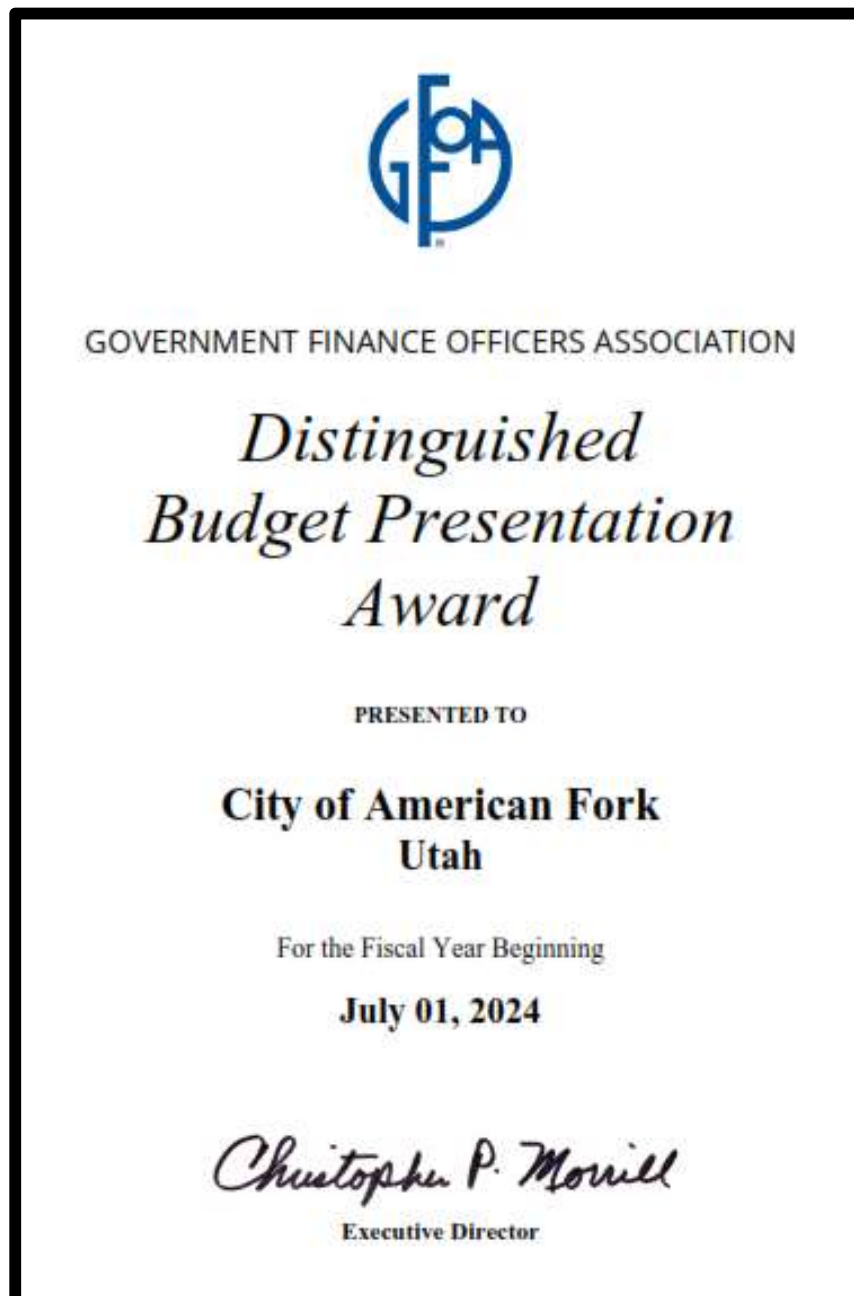 GFOA
®
GOVERNMENT FINANCE OFFICERS ASSOCIATION
Distinguished
Budget Presentation
Award
PRESENTED TO
City of American Fork
Utah
For the Fiscal Year Beginning
July 01, 2024
Christopher P. Morrill
Executive Director